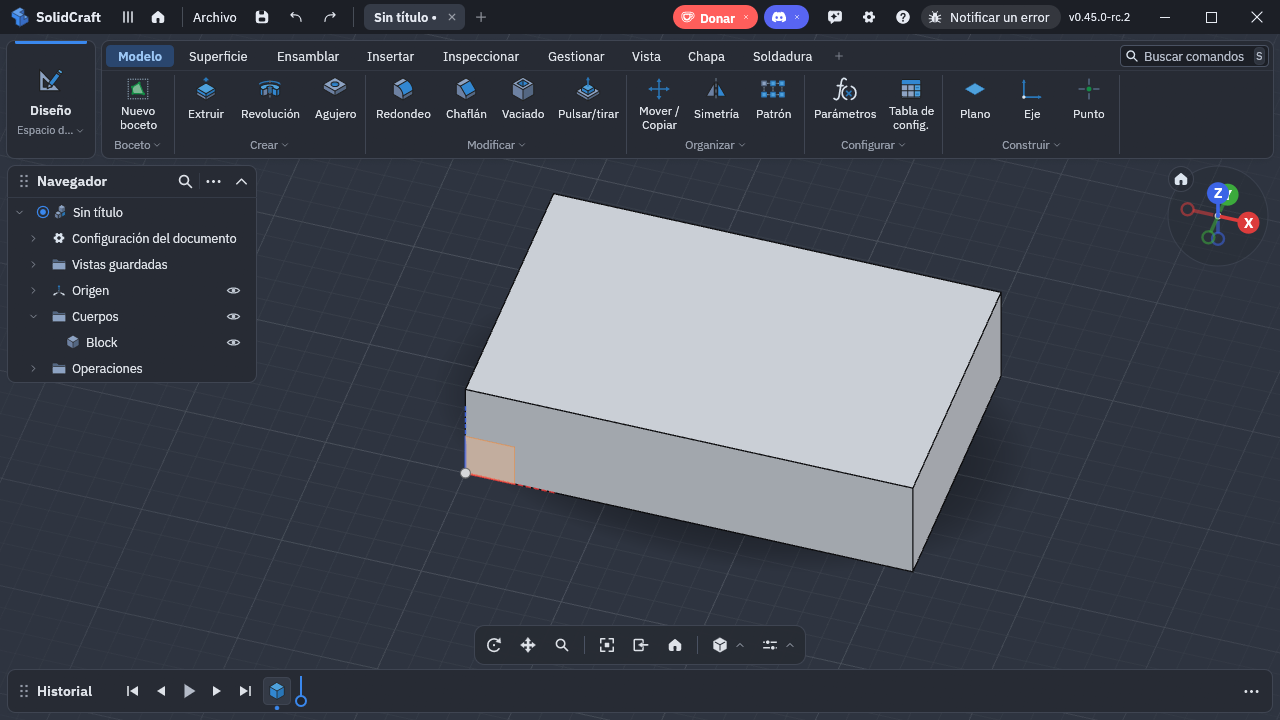 SolidCraft
Archivo
Sin título •
Donar
Notificar un error
v0.45.0-rc.2
Diseño
Espacio d...
Modelo
Superficie
Ensamblar
Insertar
Inspeccionar
Gestionar
Vista
Chapa
Soldadura
Buscar comandos
S
Nuevo
boceto
Boceto
Extruir
Revolución
Agujero
Crear
Redondeo
Chaflán
Vaciado
Pulsar/tirar
Modificar
Mover /
Copiar
Simetría
Patrón
Organizar
Parámetros
Tabla de
config.
Configurar
Plano
Eje
Punto
Construir
Navegador
Sin título
Configuración del documento
Vistas guardadas
Origen
Cuerpos
Block
Operaciones
Z
X
Historial